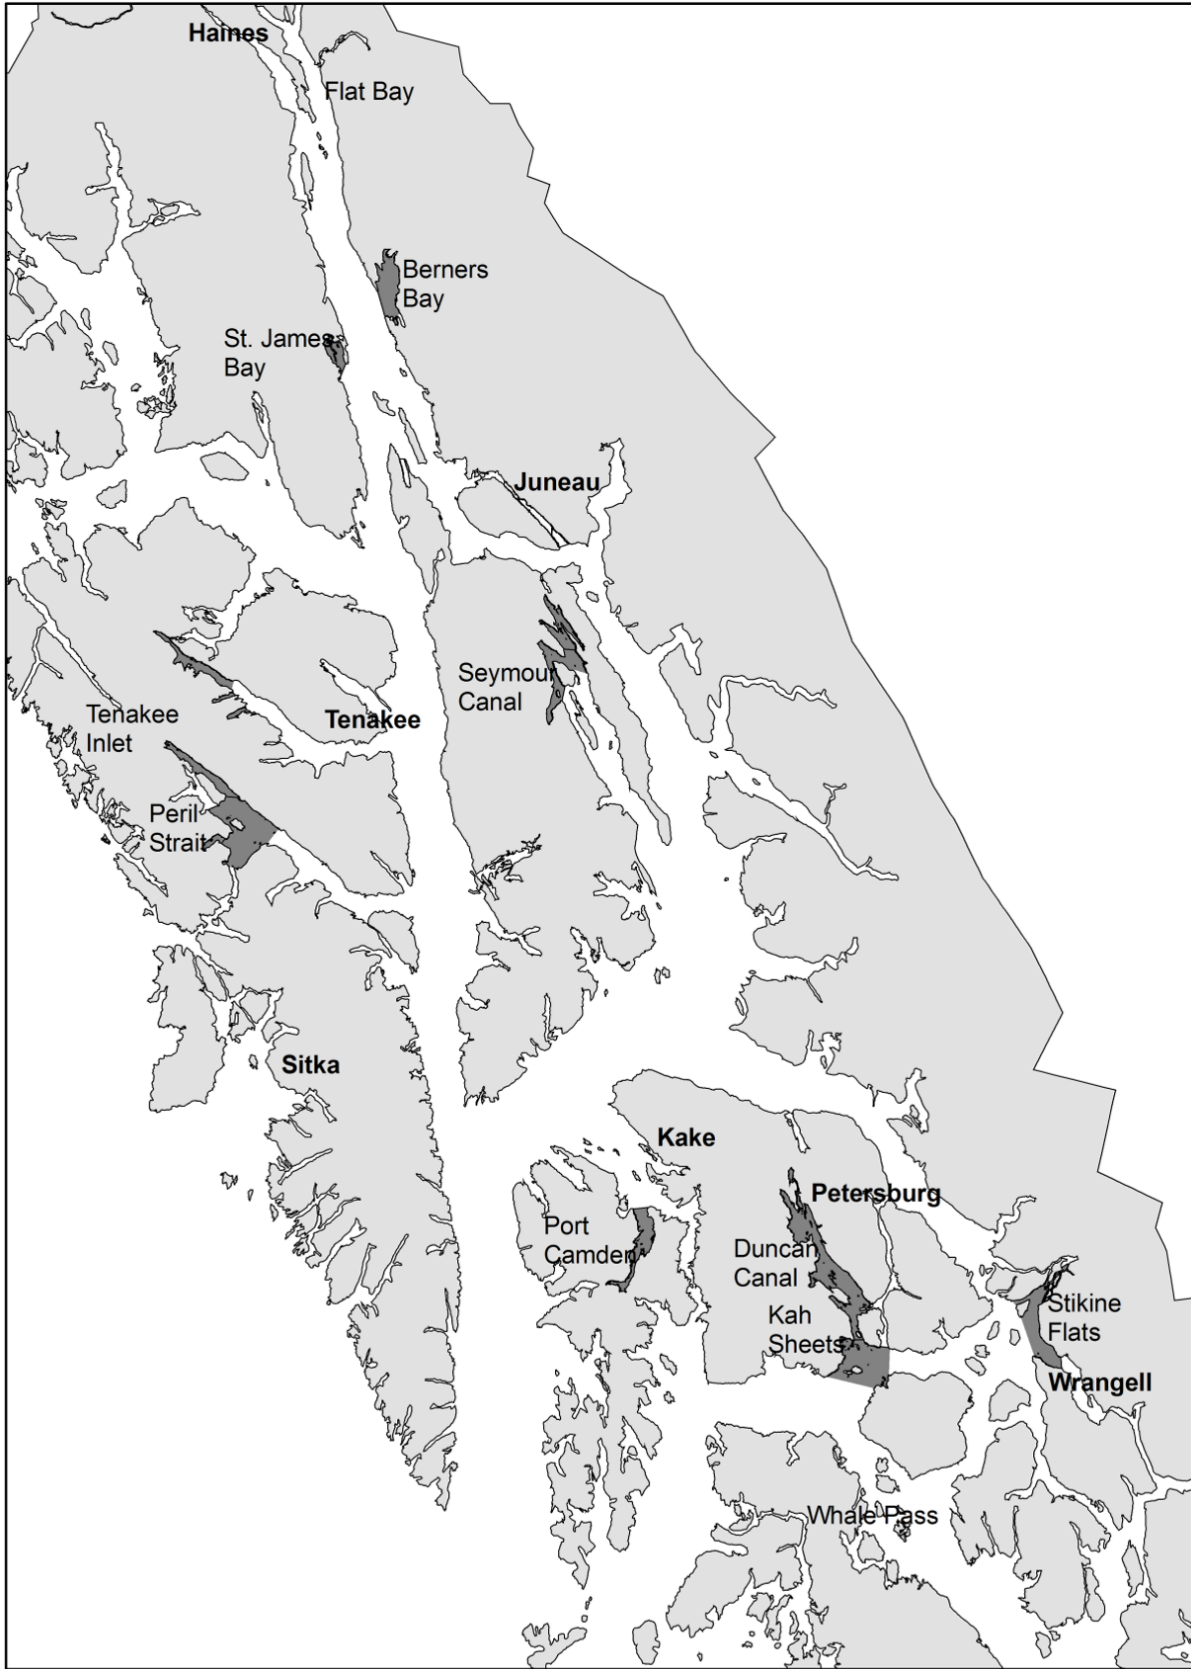 Haines
Flat Bay
Berners
Bay
St. James
Bay
Juneau
Seymour
Canal
Tenakee
Tenakee
Inlet
Peril
Strait
Sitka
Kake
Petersburg
Port
Camden
Duncan
Canal
Kah
Sheets
Stikine
Flats
Wrangell
Whale Pass